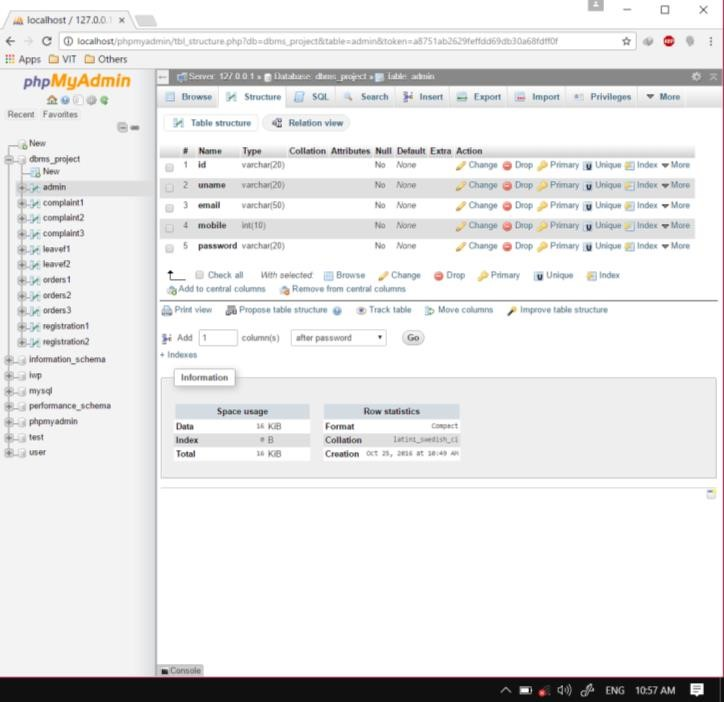 localhost / 127.0.0.1 ×
localhost/phpmyadmin/tbl_structure.php?db=dbms_project&table=admin&token=a8751ab2629feffdd69db30a68fdff0f
Apps VIT Others
phpMyAdmin
Recent Favorites
New
dbms_project
New
admin
complaint1
complaint2
complaint3
leavef1
leavef2
orders1
orders2
orders3
registration1
registration2
information_schema
iwp
mysql
performance_schema
phpmyadmin
test
user
Server: 127.0.0.1 » Database: dbms_project » Table: admin
Browse Structure SQL Search Insert Export Import Privileges More
Table structure Relation view
# Name Type Collation Attributes Null Default Extra Action
1 id varchar(20) No None Change Drop Primary Unique Index More
2 uname varchar(20) No None Change Drop Primary Unique Index More
3 email varchar(50) No None Change Drop Primary Unique Index More
4 mobile int(10) No None Change Drop Primary Unique Index More
5 password varchar(20) No None Change Drop Primary Unique Index More
Check all With selected: Browse Change Drop Primary Unique Index
Add to central columns Remove from central columns
Print view Propose table structure Track table Move columns Improve table structure
Add 1 column(s) after password Go
+ Indexes
Information
Space usage
Data 16 KiB
Index 0 B
Total 16 KiB
Row statistics
Format Compact
Collation latin1_swedish_ci
Creation Oct 25, 2016 at 10:49 AM
Console
ENG 10:57 AM